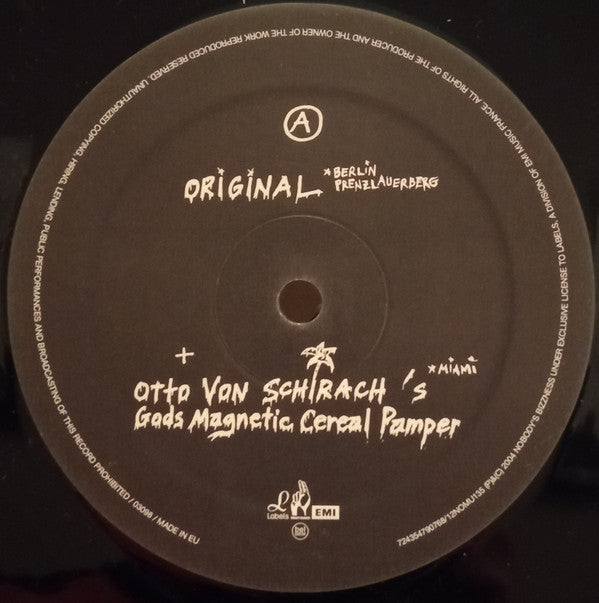 A
ORIGINAL *BERLIN
PRENZLAUERBERG
+ *MIAMI
OTTO VON SCHIRACH 'S
Gods Magnetic Cereal Pamper
L
Labels
EMI
724354790768/12NOMU135 (P&C) 2004 NOBODY'S BIZZNESS UNDER EXCLUSIVE LICENSE TO LABELS, A DIVISION OF EMI MUSIC FRANCE. ALL RIGHTS OF THE PRODUCER AND THE OWNER OF THE WORK REPRODUCED RESERVED. UNAUTHORIZED COPYING, HIRING, LENDING, PUBLIC PERFORMANCES AND BROADCASTING OF THIS RECORD PROHIBITED / 03098 / MADE IN EU